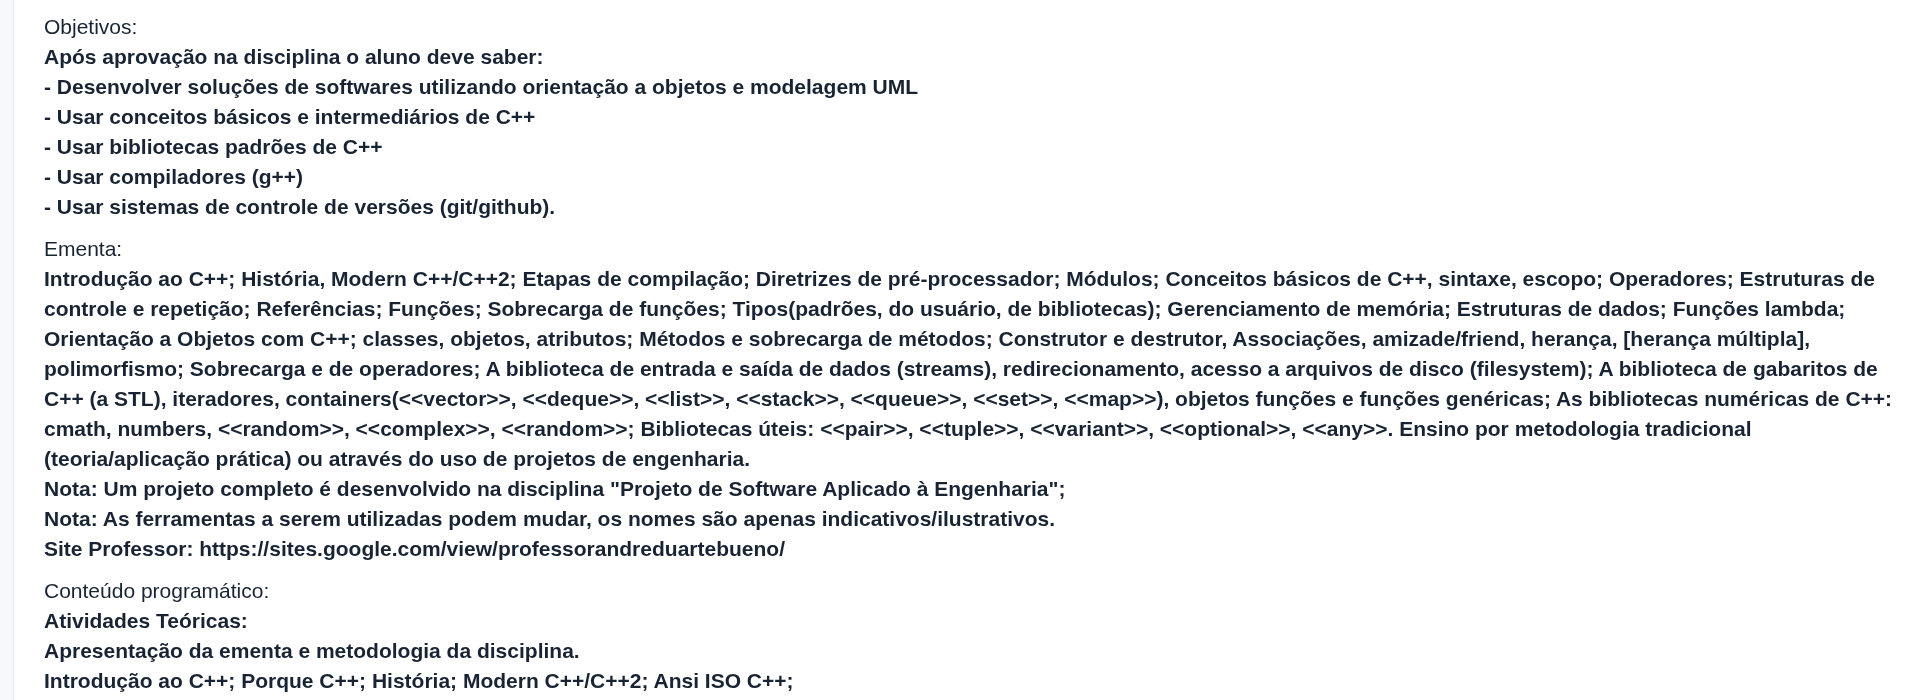 Objetivos:
Após aprovação na disciplina o aluno deve saber:
- Desenvolver soluções de softwares utilizando orientação a objetos e modelagem UML
- Usar conceitos básicos e intermediários de C++
- Usar bibliotecas padrões de C++
- Usar compiladores (g++)
- Usar sistemas de controle de versões (git/github).
Ementa:
Introdução ao C++; História, Modern C++/C++2; Etapas de compilação; Diretrizes de pré-processador; Módulos; Conceitos básicos de C++, sintaxe, escopo; Operadores; Estruturas de
controle e repetição; Referências; Funções; Sobrecarga de funções; Tipos(padrões, do usuário, de bibliotecas); Gerenciamento de memória; Estruturas de dados; Funções lambda;
Orientação a Objetos com C++; classes, objetos, atributos; Métodos e sobrecarga de métodos; Construtor e destrutor, Associações, amizade/friend, herança, [herança múltipla],
polimorfismo; Sobrecarga e de operadores; A biblioteca de entrada e saída de dados (streams), redirecionamento, acesso a arquivos de disco (filesystem); A biblioteca de gabaritos de
C++ (a STL), iteradores, containers(<<vector>>, <<deque>>, <<list>>, <<stack>>, <<queue>>, <<set>>, <<map>>), objetos funções e funções genéricas; As bibliotecas numéricas de C++:
cmath, numbers, <<random>>, <<complex>>, <<random>>; Bibliotecas úteis: <<pair>>, <<tuple>>, <<variant>>, <<optional>>, <<any>>. Ensino por metodologia tradicional
(teoria/aplicação prática) ou através do uso de projetos de engenharia.
Nota: Um projeto completo é desenvolvido na disciplina "Projeto de Software Aplicado à Engenharia";
Nota: As ferramentas a serem utilizadas podem mudar, os nomes são apenas indicativos/ilustrativos.
Site Professor: https://sites.google.com/view/professorandreduartebueno/
Conteúdo programático:
Atividades Teóricas:
Apresentação da ementa e metodologia da disciplina.
Introdução ao C++; Porque C++; História; Modern C++/C++2; Ansi ISO C++;